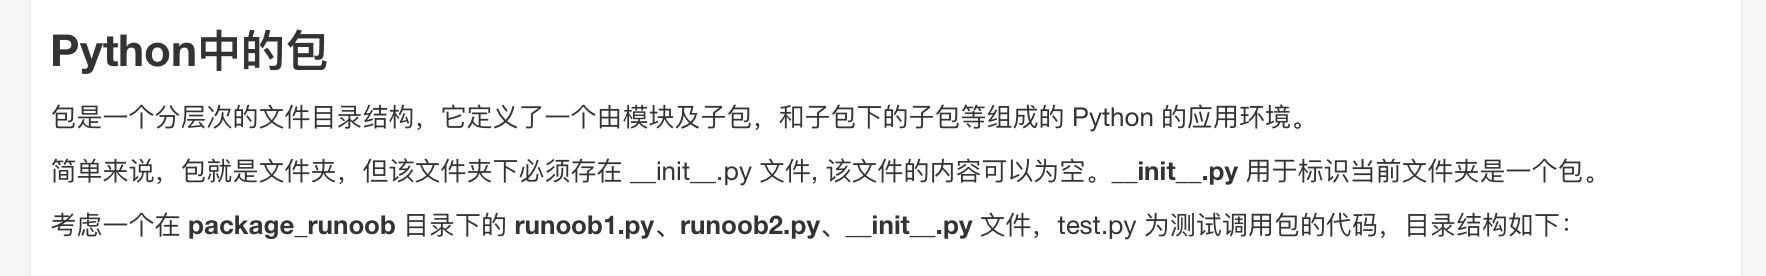 Python中的包
包是一个分层次的文件目录结构，它定义了一个由模块及子包，和子包下的子包等组成的 Python 的应用环境。
简单来说，包就是文件夹，但该文件夹下必须存在 __init__.py 文件, 该文件的内容可以为空。__init__.py 用于标识当前文件夹是一个包。
考虑一个在 package_runoob 目录下的 runoob1.py、runoob2.py、__init__.py 文件，test.py 为测试调用包的代码，目录结构如下：